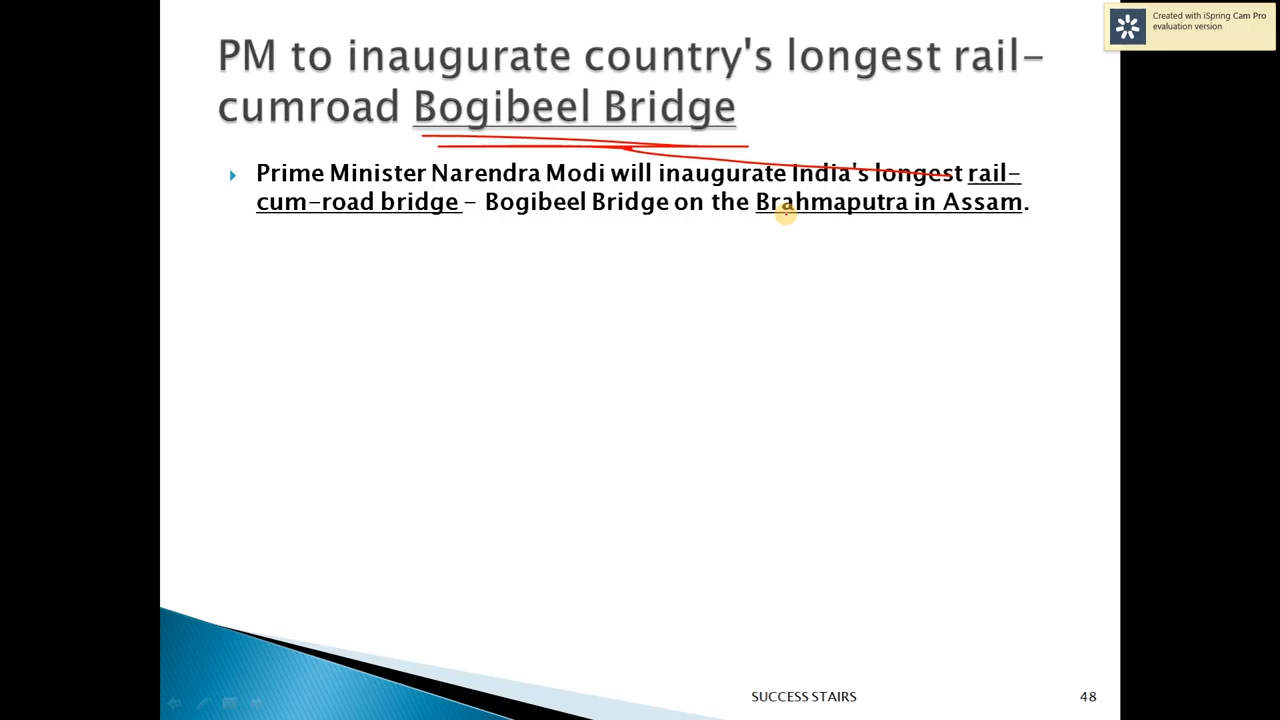 Created with iSpring Cam Pro
evaluation version
PM to inaugurate country's longest rail-
cumroad Bogibeel Bridge
Prime Minister Narendra Modi will inaugurate India's longest rail-
cum-road bridge - Bogibeel Bridge on the Brahmaputra in Assam.
SUCCESS STAIRS
48